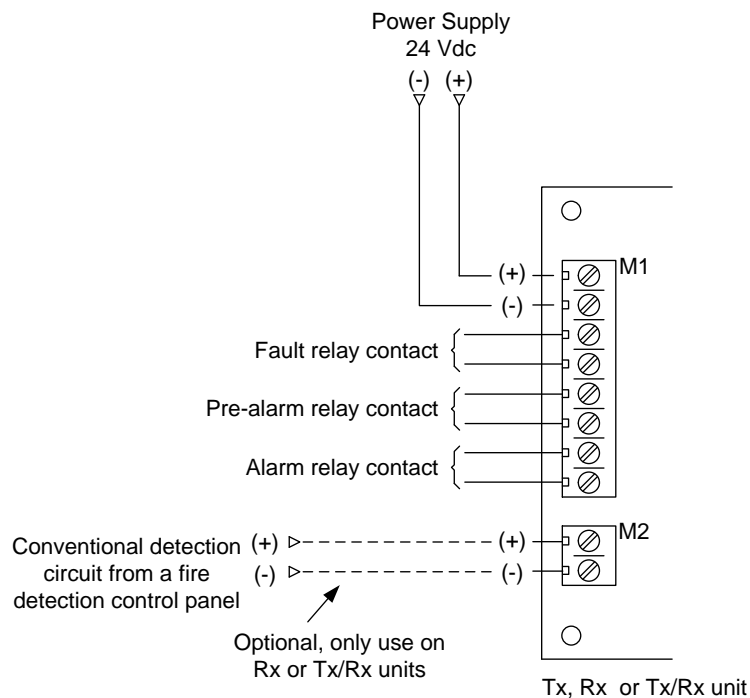 Power Supply
24 Vdc
(-) (+)
(+)
M1
(-)
Fault relay contact
Pre-alarm relay contact
Alarm relay contact
M2
Conventional detection
circuit from a fire
detection control panel
(+)
(+)
(-)
(-)
Optional, only use on
Rx or Tx/Rx units
Tx, Rx or Tx/Rx unit